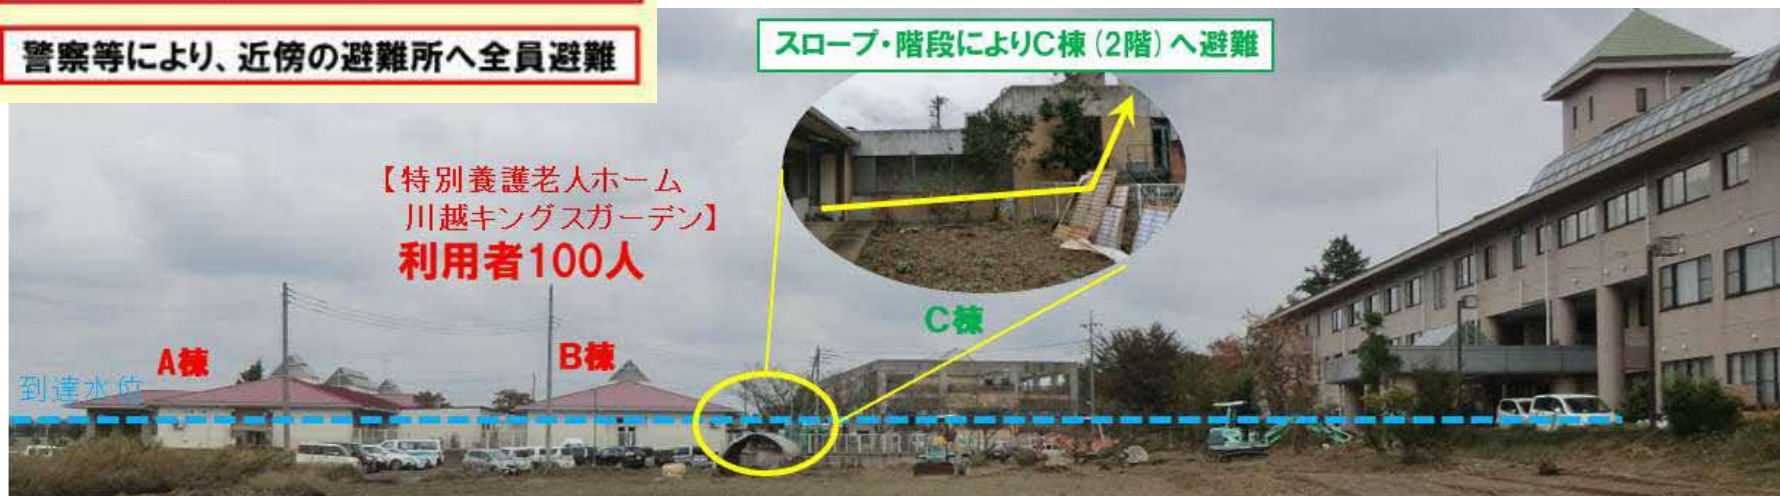 警察等により、近傍の避難所へ全員避難
スロープ・階段によりC棟(2階)へ避難
【特別養護老人ホーム
川越キングスガーデン】
利用者100人
C棟
A棟
B棟
到達水位